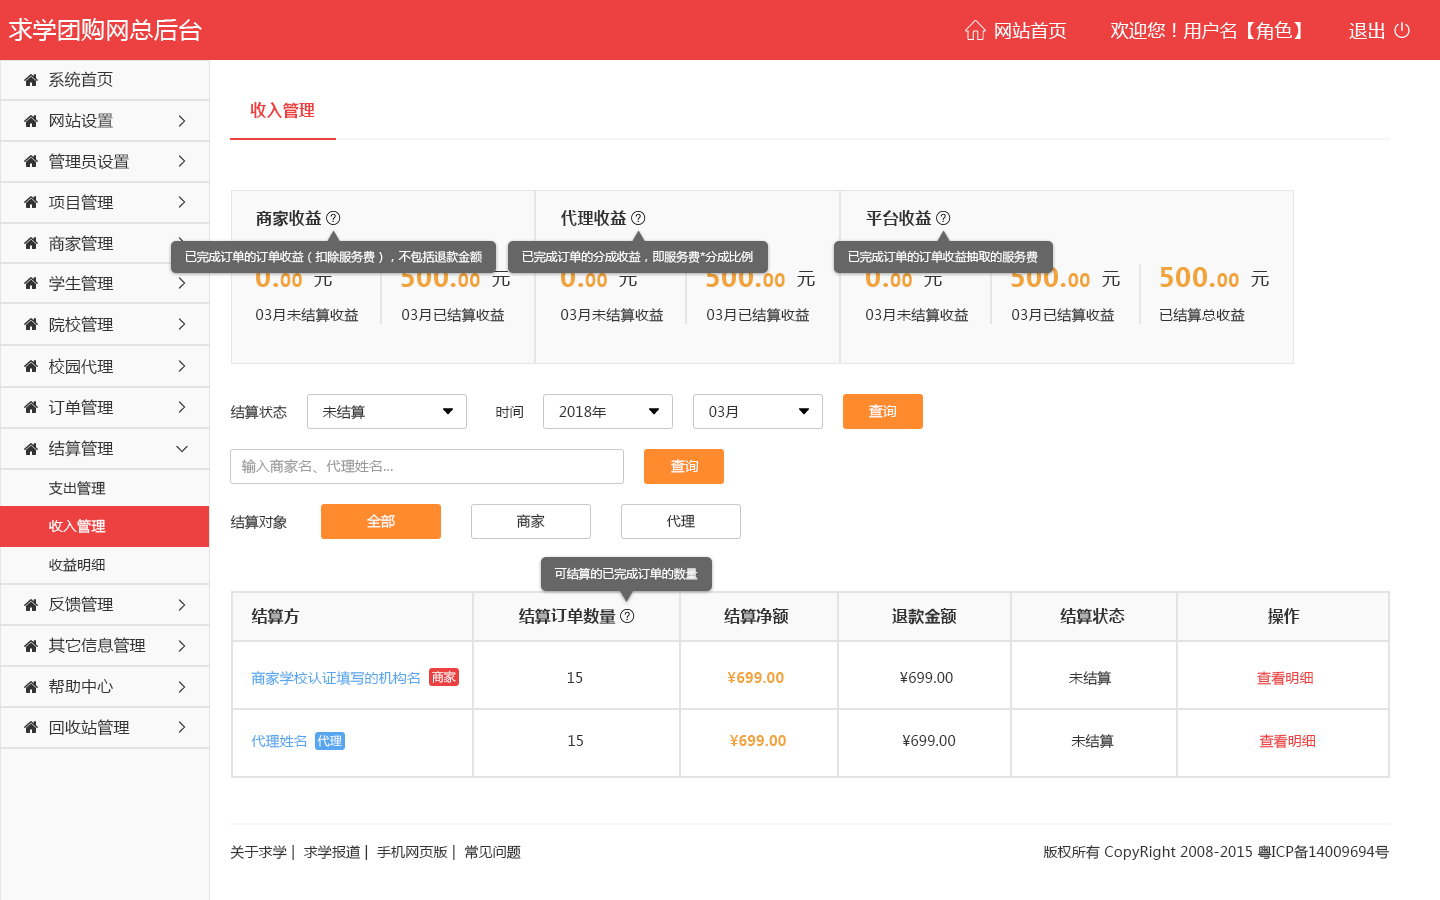 求学团购网总后台
网站首页
欢迎您！用户名【角色】
退出
系统首页
网站设置
管理员设置
项目管理
商家管理
学生管理
院校管理
校园代理
订单管理
结算管理
支出管理
收入管理
收益明细
反馈管理
其它信息管理
帮助中心
回收站管理
收入管理
商家收益
代理收益
平台收益
已完成订单的订单收益（扣除服务费），不包括退款金额
已完成订单的分成收益，即服务费*分成比例
已完成订单的订单收益抽取的服务费
0.00 元
500.00 元
0.00 元
500.00 元
0.00 元
500.00 元
500.00 元
03月未结算收益
03月已结算收益
03月未结算收益
03月已结算收益
03月未结算收益
03月已结算收益
已结算总收益
结算状态 未结算 时间 2018年 03月 查询
输入商家名、代理姓名... 查询
结算对象 全部 商家 代理
可结算的已完成订单的数量
结算方 结算订单数量 结算净额 退款金额 结算状态 操作
商家学校认证填写的机构名 商家 15 ¥699.00 ¥699.00 未结算 查看明细
代理姓名 代理 15 ¥699.00 ¥699.00 未结算 查看明细
关于求学 | 求学报道 | 手机网页版 | 常见问题
版权所有 CopyRight 2008-2015 粤ICP备14009694号